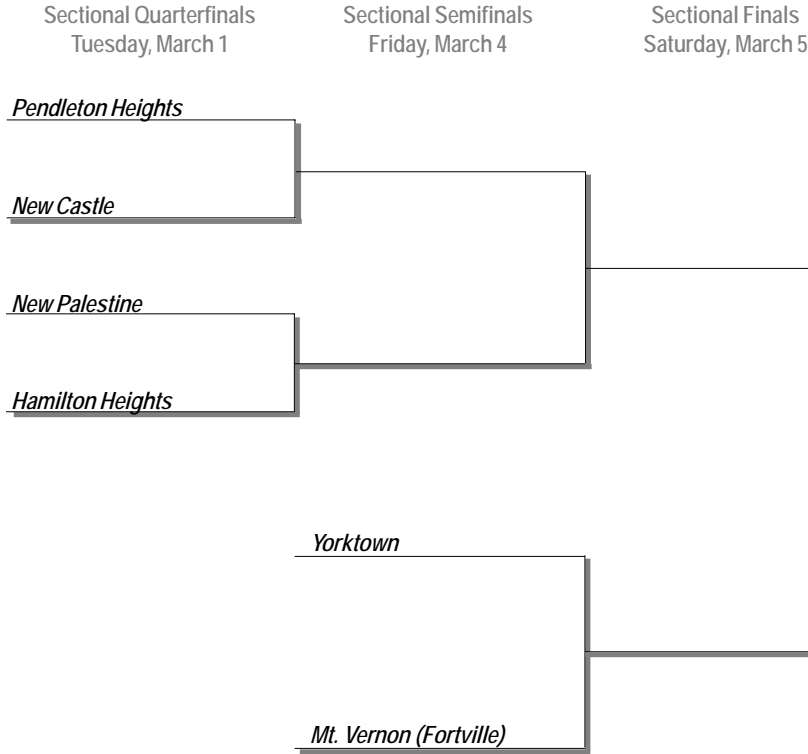 Sectional Quarterfinals
Tuesday, March 1
Sectional Semifinals
Friday, March 4
Sectional Finals
Saturday, March 5
Pendleton Heights
New Castle
New Palestine
Hamilton Heights
Yorktown
Mt. Vernon (Fortville)